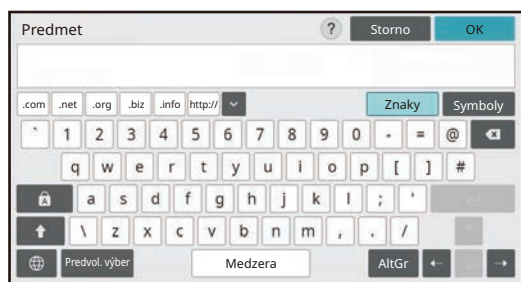 Predmet ? Storno OK
.com .net .org .biz .info http:// Znaky Symboly
` 1 2 3 4 5 6 7 8 9 0 - = @
q w e r t y u i o p [ ] #
A a s d f g h j k l ; '
\ z x c v b n m , . /
Predvol. výber Medzera AltGr